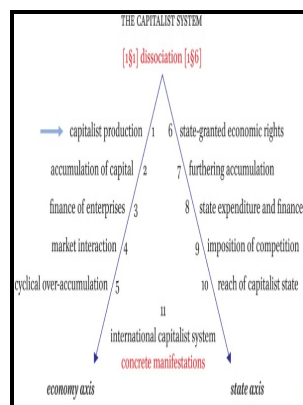 THE CAPITALIST SYSTEM
[1§1] dissociation [1§6]
capitalist production 1 6 state-granted economic rights
accumulation of capital 2 7 furthering accumulation
finance of enterprises 3 8 state expenditure and finance
market interaction 4 9 imposition of competition
cyclical over-accumulation 5 10 reach of capitalist state
11
international capitalist system
concrete manifestations
economy axis state axis